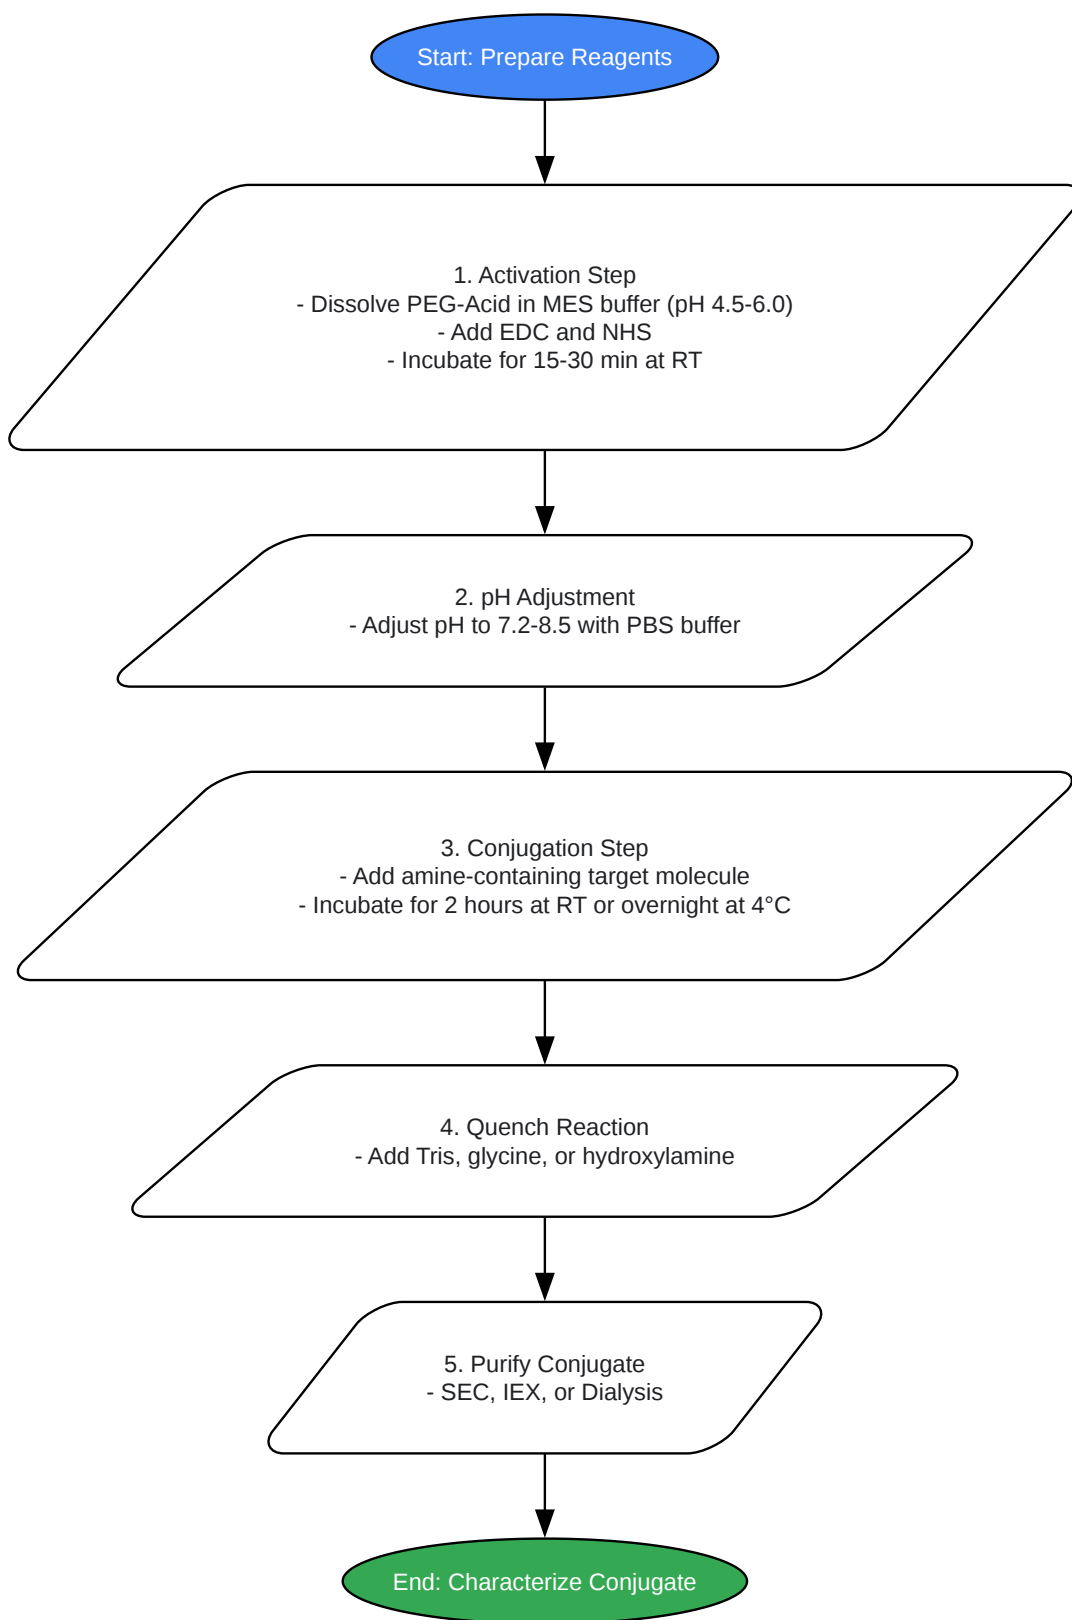 Start: Prepare Reagents
1. Activation Step
- Dissolve PEG-Acid in MES buffer (pH 4.5-6.0)
- Add EDC and NHS
- Incubate for 15-30 min at RT
2. pH Adjustment
- Adjust pH to 7.2-8.5 with PBS buffer
3. Conjugation Step
- Add amine-containing target molecule
- Incubate for 2 hours at RT or overnight at 4°C
4. Quench Reaction
- Add Tris, glycine, or hydroxylamine
5. Purify Conjugate
- SEC, IEX, or Dialysis
End: Characterize Conjugate